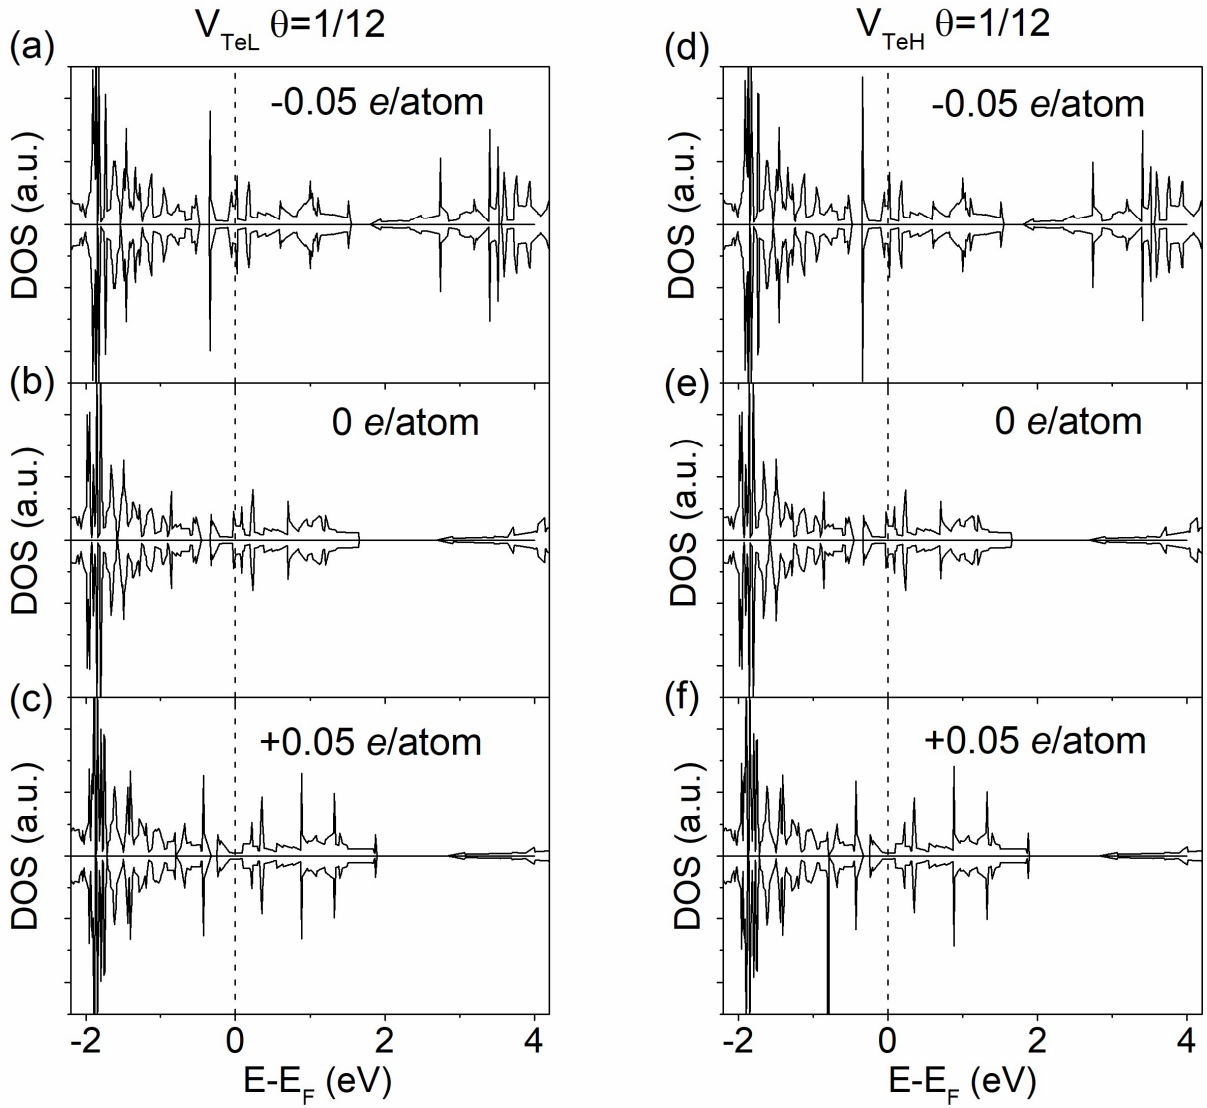 V_TeL θ=1/12
(a)
-0.05 e/atom
DOS (a.u.)
(b)
0 e/atom
DOS (a.u.)
(c)
+0.05 e/atom
DOS (a.u.)
-2 0 2 4
E-E_F (eV)
V_TeH θ=1/12
(d)
-0.05 e/atom
DOS (a.u.)
(e)
0 e/atom
DOS (a.u.)
(f)
+0.05 e/atom
DOS (a.u.)
-2 0 2 4
E-E_F (eV)